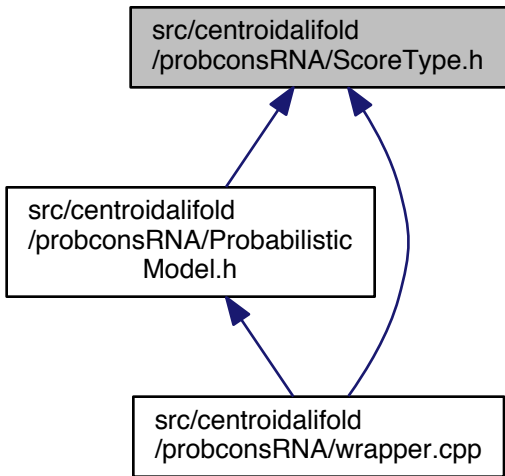 src/centroidalifold
/probconsRNA/ScoreType.h
src/centroidalifold
/probconsRNA/Probabilistic
Model.h
src/centroidalifold
/probconsRNA/wrapper.cpp